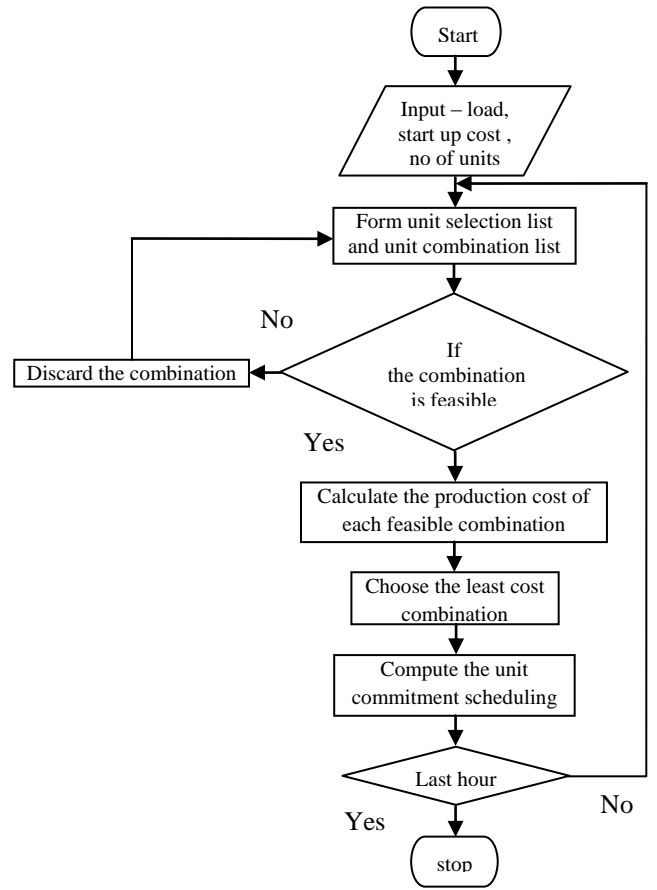 Start
Input – load,
start up cost ,
no of units
Form unit selection list
and unit combination list
No
If
the combination
is feasible
Discard the combination
Yes
Calculate the production cost of
each feasible combination
Choose the least cost
combination
Compute the unit
commitment scheduling
Last hour
No
Yes
stop